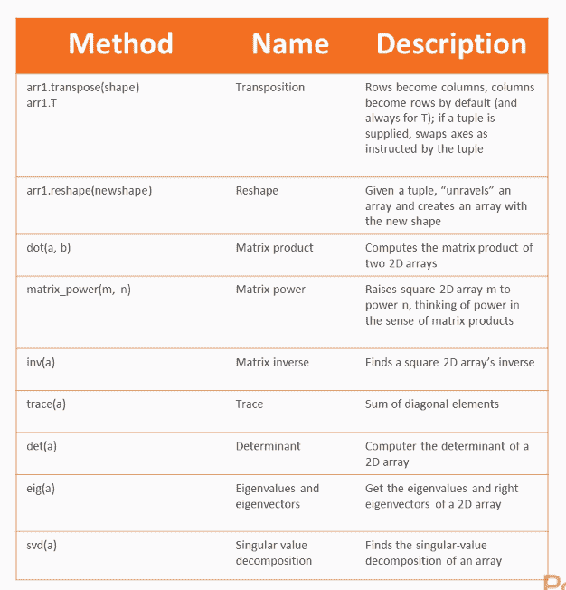 Method Name Description
arr1.transpose(shape) Transposition Rows become columns, columns
arr1.T become rows by default (and
always for T); if a tuple is
supplied, swaps axes as
instructed by the tuple
arr1.reshape(newshape) Reshape Given a tuple, "unravels" an
array and creates an array with
the new shape
dot(a, b) Matrix product Computes the matrix product of
two 2D arrays
matrix_power(m, n) Matrix power Raises square 2D array m to
power n, thinking of power in
the sense of matrix products
inv(a) Matrix inverse Finds a square 2D array's inverse
trace(a) Trace Sum of diagonal elements
det(a) Determinant Computer the determinant of a
2D array
eig(a) Eigenvalues and Get the eigenvalues and right
eigenvectors eigenvectors of a 2D array
svd(a) Singular value Finds the singular-value
decomposition decomposition of an array